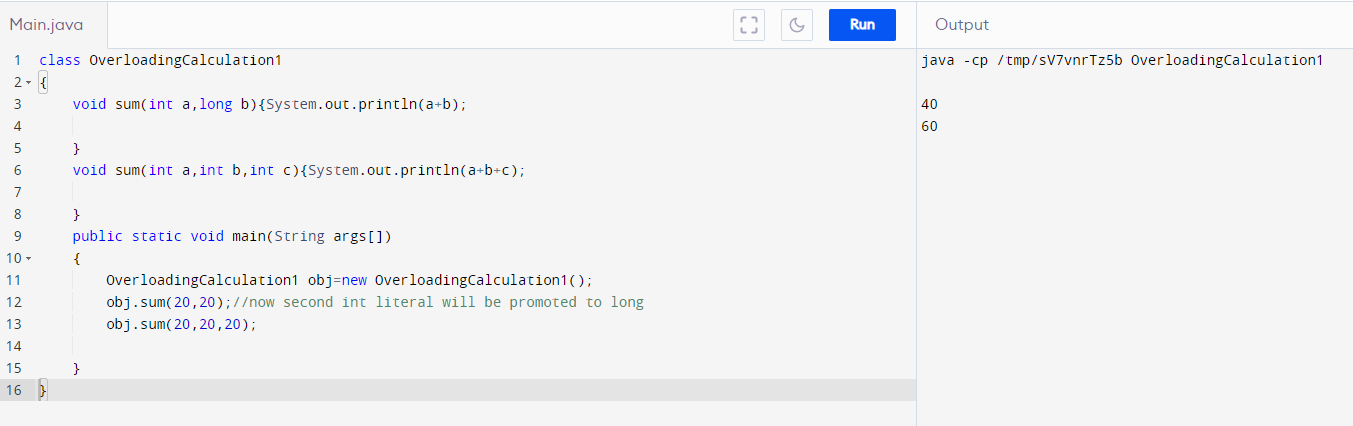 Main.java
Run
Output
1 class OverloadingCalculation1
2 {
3 void sum(int a,long b){System.out.println(a+b);
4
5 }
6 void sum(int a,int b,int c){System.out.println(a+b+c);
7
8 }
9 public static void main(String args[])
10 {
11 OverloadingCalculation1 obj=new OverloadingCalculation1();
12 obj.sum(20,20);//now second int literal will be promoted to long
13 obj.sum(20,20,20);
14
15 }
16 }
java -cp /tmp/sV7vnrTz5b OverloadingCalculation1
40
60